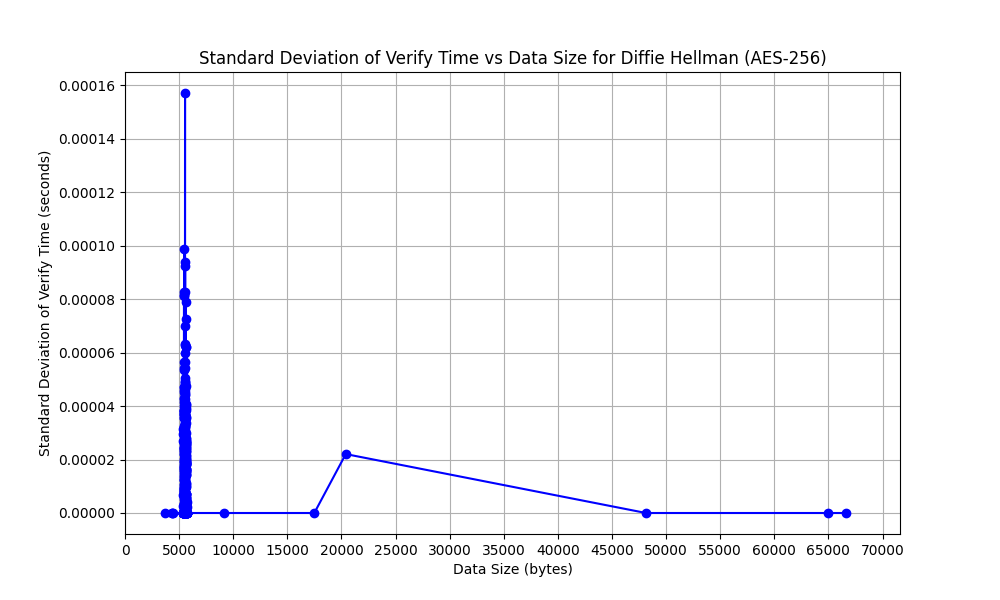 Standard Deviation of Verify Time vs Data Size for Diffie Hellman (AES-256)
Standard Deviation of Verify Time (seconds)
0.00016
0.00014
0.00012
0.00010
0.00008
0.00006
0.00004
0.00002
0.00000
0 5000 10000 15000 20000 25000 30000 35000 40000 45000 50000 55000 60000 65000 70000
Data Size (bytes)